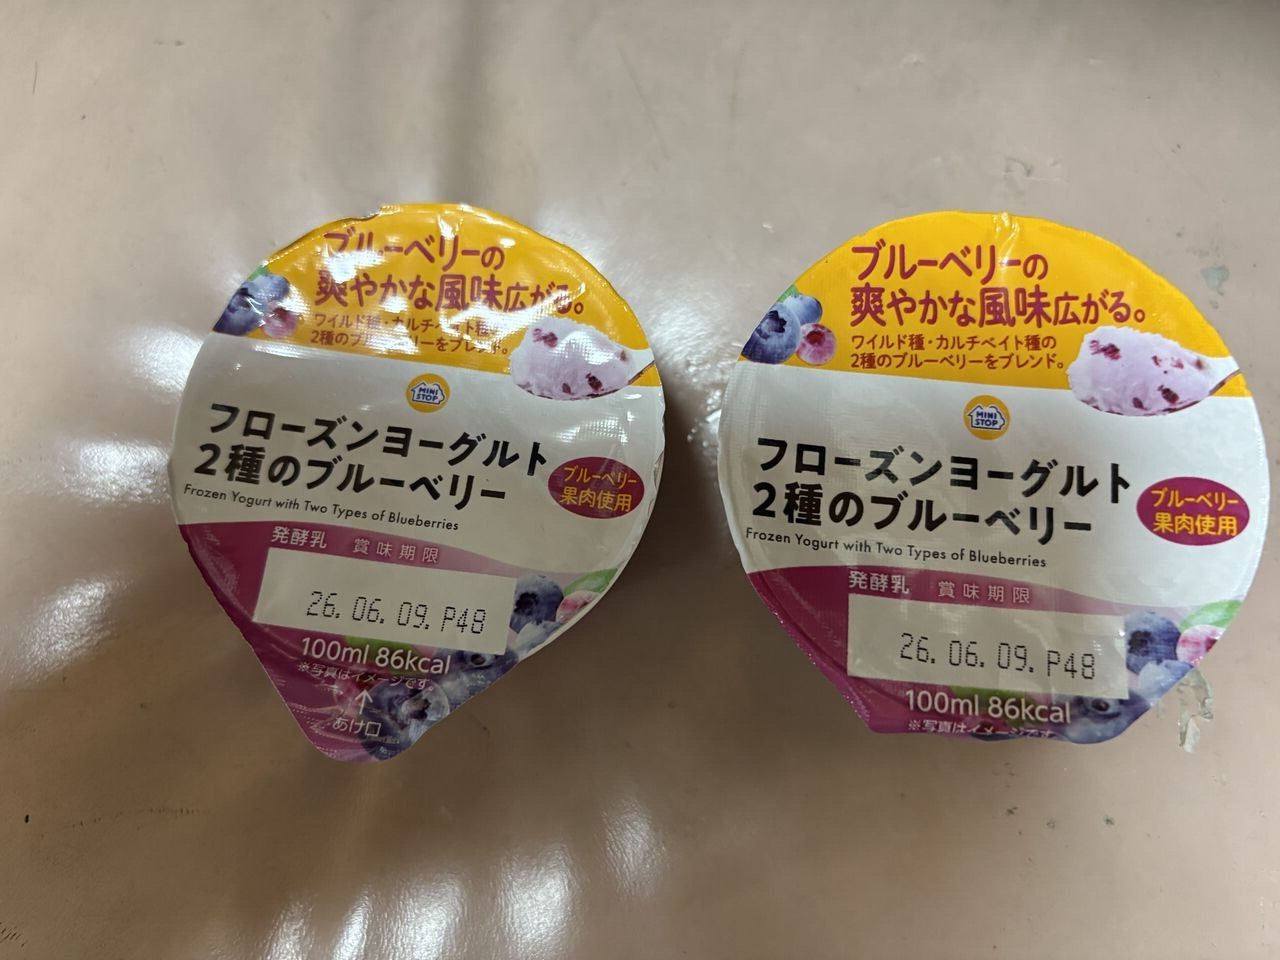 ブルーベリーの
爽やかな風味広がる。
ワイルド種・カルチベイト種の
2種のブルーベリーをブレンド。
MINI
STOP
フローズンヨーグルト
2種のブルーベリー
Frozen Yogurt with Two Types of Blueberries
ブルーベリー
果肉使用
発酵乳 賞味期限
26.06.09.P48
100ml 86kcal
※写真はイメージです。
↑
あけ口
ブルーベリーの
爽やかな風味広がる。
ワイルド種・カルチベイト種の
2種のブルーベリーをブレンド。
MINI
STOP
フローズンヨーグルト
2種のブルーベリー
Frozen Yogurt with Two Types of Blueberries
ブルーベリー
果肉使用
発酵乳 賞味期限
26.06.09.P48
100ml 86kcal
※写真はイメージです。